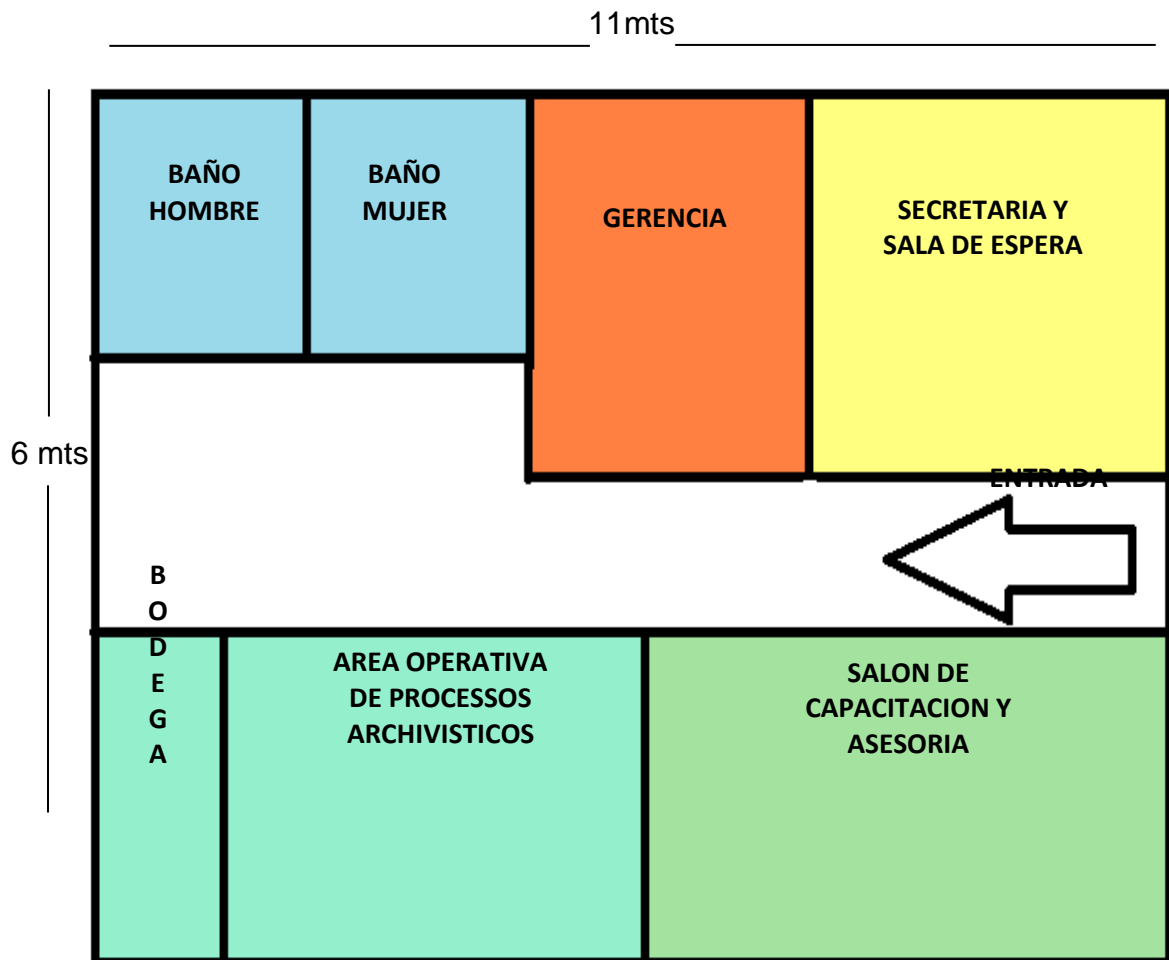 11mts
BAÑO
HOMBRE
BAÑO
MUJER
GERENCIA
SECRETARIA Y
SALA DE ESPERA
6 mts
ENTRADA
B
O
D
E
G
A
AREA OPERATIVA
DE PROCESSOS
ARCHIVISTICOS
SALON DE
CAPACITACION Y
ASESORIA